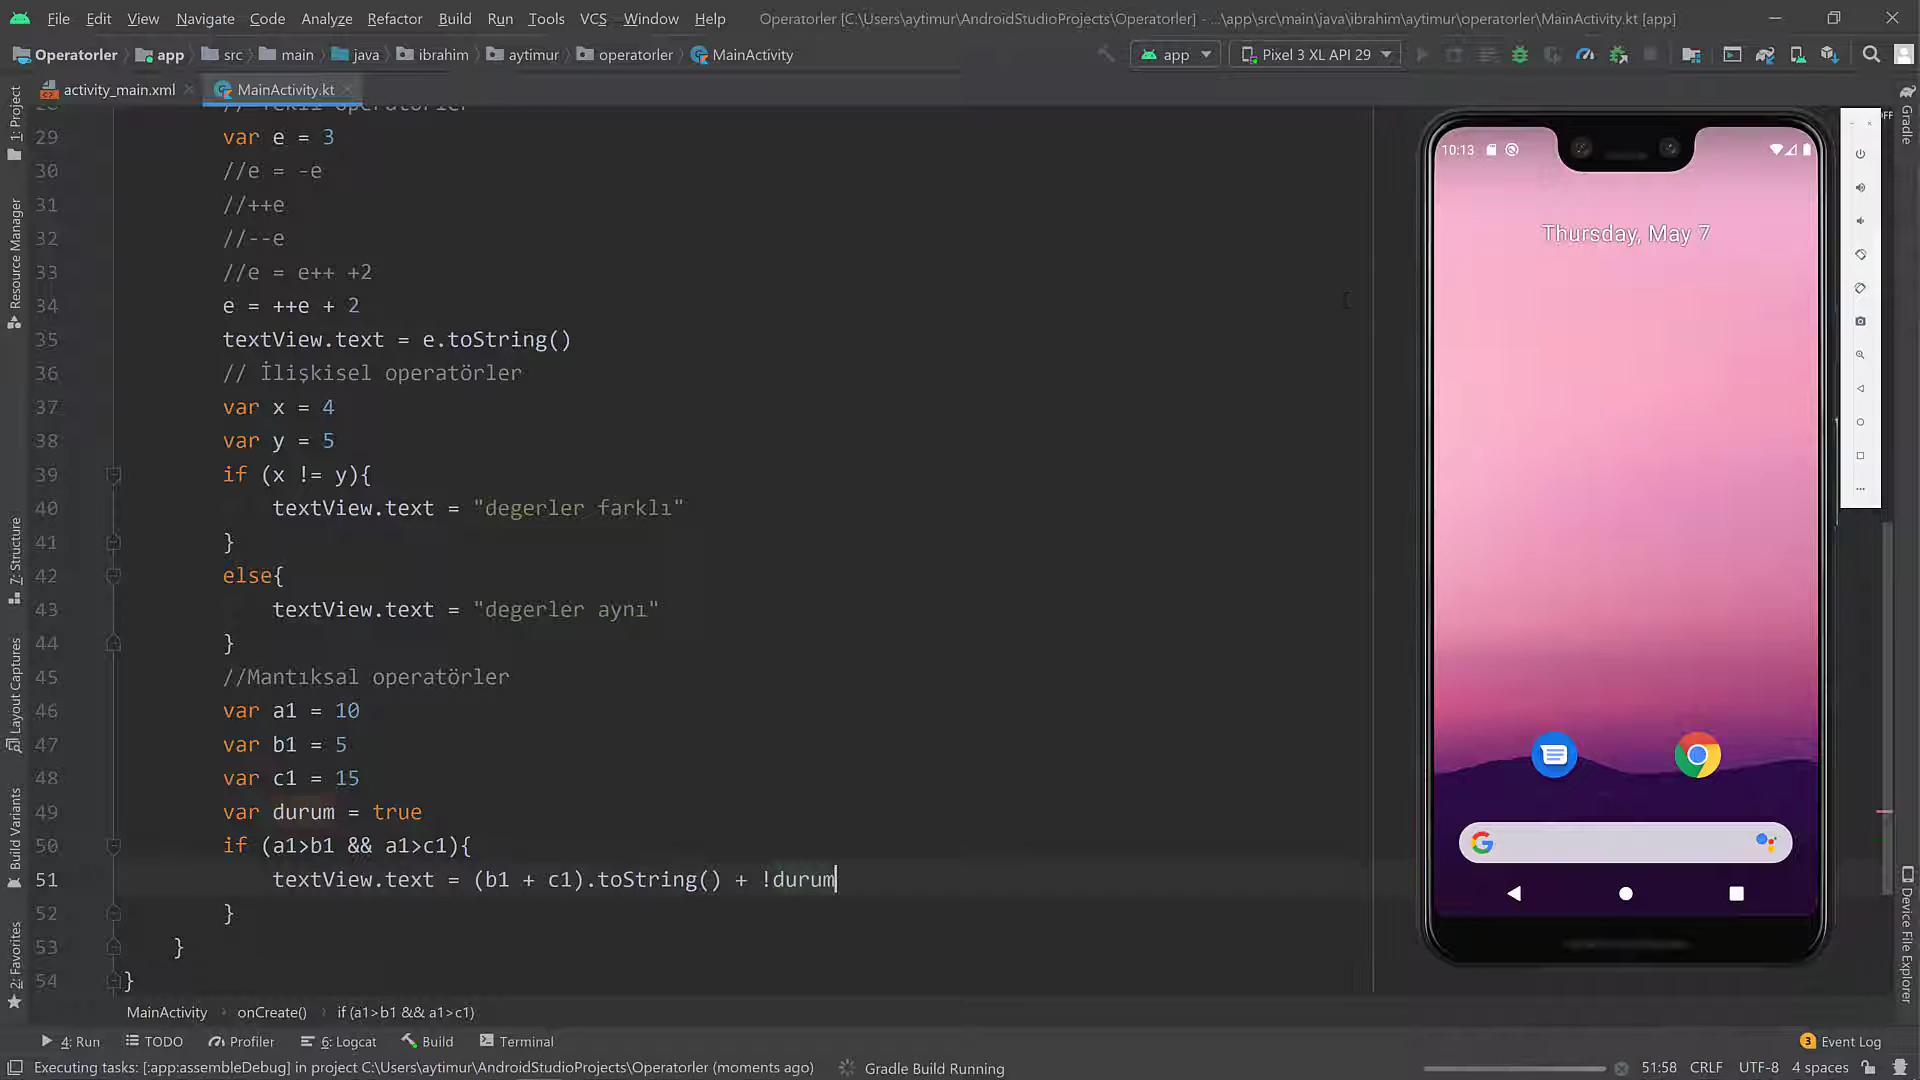 File Edit View Navigate Code Analyze Refactor Build Run Tools VCS Window Help Operatorler [C:\Users\aytimur\AndroidStudioProjects\Operatorler] - ...\app\src\main\java\ibrahim\aytimur\operatorler\MainActivity.kt [app]
Operatorler app src main java ibrahim aytimur operatorler MainActivity app Pixel 3 XL API 29
activity_main.xml MainActivity.kt
1: Project
Resource Manager
7: Structure
Layout Captures
Build Variants
2: Favorites
28 // Tekli operatörler
29 var e = 3
30 //e = -e
31 //++e
32 //--e
33 //e = e++ +2
34 e = ++e + 2
35 textView.text = e.toString()
36 // İlişkisel operatörler
37 var x = 4
38 var y = 5
39 if (x != y){
40 textView.text = "degerler farklı"
41 }
42 else{
43 textView.text = "degerler aynı"
44 }
45 //Mantıksal operatörler
46 var a1 = 10
47 var b1 = 5
48 var c1 = 15
49 var durum = true
50 if (a1>b1 && a1>c1){
51 textView.text = (b1 + c1).toString() + !durum
52 }
53 }
54 }
10:13
Thursday, May 7
OFF
Gradle
Device File Explorer
MainActivity onCreate() if (a1>b1 && a1>c1)
4: Run TODO Profiler 6: Logcat Build Terminal 3 Event Log
Executing tasks: [:app:assembleDebug] in project C:\Users\aytimur\AndroidStudioProjects\Operatorler (moments ago) Gradle Build Running 51:58 CRLF UTF-8 4 spaces